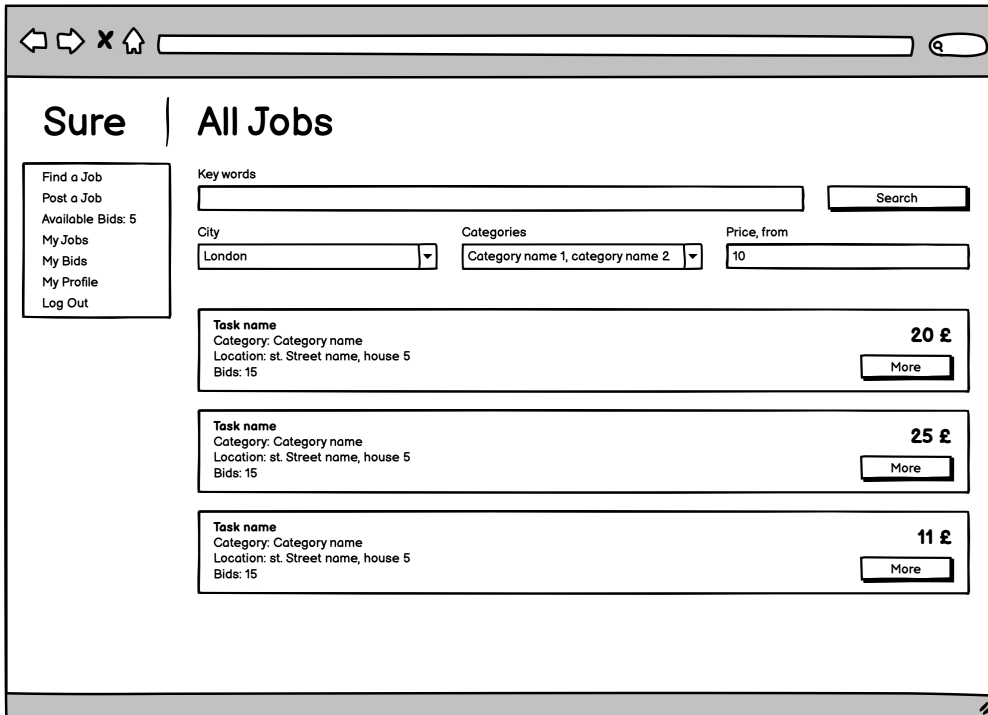 Sure
All Jobs
Find a Job
Post a Job
Available Bids: 5
My Jobs
My Bids
My Profile
Log Out
Key words
Search
City
Categories
Price, from
London
Category name 1, category name 2
10
Task name
Category: Category name
Location: st. Street name, house 5
Bids: 15
20 £
More
Task name
Category: Category name
Location: st. Street name, house 5
Bids: 15
25 £
More
Task name
Category: Category name
Location: st. Street name, house 5
Bids: 15
11 £
More